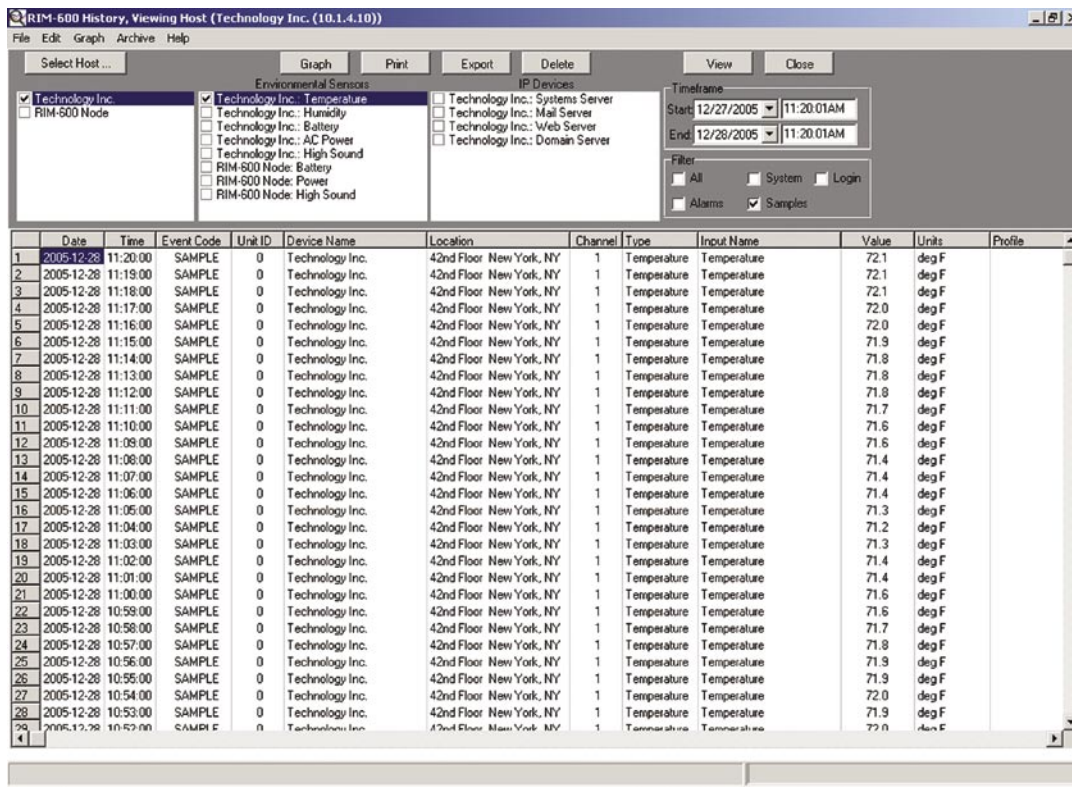 RIM-600 History, Viewing Host (Technology Inc. (10.1.4.10))
File Edit Graph Archive Help
Select Host ... Graph Print Export Delete View Close
Environmental Sensors IP Devices
Technology Inc.
RIM-600 Node
Technology Inc.: Temperature
Technology Inc.: Humidity
Technology Inc.: Battery
Technology Inc.: AC Power
Technology Inc.: High Sound
RIM-600 Node: Battery
RIM-600 Node: Power
RIM-600 Node: High Sound
Technology Inc.: Systems Server
Technology Inc.: Mail Server
Technology Inc.: Web Server
Technology Inc.: Domain Server
Timeframe
Start: 12/27/2005 11:20:01AM
End: 12/28/2005 11:20:01AM
Filter
All System Login
Alarms Samples
Date Time Event Code Unit ID Device Name Location Channel Type Input Name Value Units Profile
1 2005-12-28 11:20:00 SAMPLE 0 Technology Inc. 42nd Floor New York, NY 1 Temperature Temperature 72.1 deg F
2 2005-12-28 11:19:00 SAMPLE 0 Technology Inc. 42nd Floor New York, NY 1 Temperature Temperature 72.1 deg F
3 2005-12-28 11:18:00 SAMPLE 0 Technology Inc. 42nd Floor New York, NY 1 Temperature Temperature 72.1 deg F
4 2005-12-28 11:17:00 SAMPLE 0 Technology Inc. 42nd Floor New York, NY 1 Temperature Temperature 72.0 deg F
5 2005-12-28 11:16:00 SAMPLE 0 Technology Inc. 42nd Floor New York, NY 1 Temperature Temperature 72.0 deg F
6 2005-12-28 11:15:00 SAMPLE 0 Technology Inc. 42nd Floor New York, NY 1 Temperature Temperature 71.9 deg F
7 2005-12-28 11:14:00 SAMPLE 0 Technology Inc. 42nd Floor New York, NY 1 Temperature Temperature 71.8 deg F
8 2005-12-28 11:13:00 SAMPLE 0 Technology Inc. 42nd Floor New York, NY 1 Temperature Temperature 71.8 deg F
9 2005-12-28 11:12:00 SAMPLE 0 Technology Inc. 42nd Floor New York, NY 1 Temperature Temperature 71.8 deg F
10 2005-12-28 11:11:00 SAMPLE 0 Technology Inc. 42nd Floor New York, NY 1 Temperature Temperature 71.7 deg F
11 2005-12-28 11:10:00 SAMPLE 0 Technology Inc. 42nd Floor New York, NY 1 Temperature Temperature 71.6 deg F
12 2005-12-28 11:09:00 SAMPLE 0 Technology Inc. 42nd Floor New York, NY 1 Temperature Temperature 71.6 deg F
13 2005-12-28 11:08:00 SAMPLE 0 Technology Inc. 42nd Floor New York, NY 1 Temperature Temperature 71.4 deg F
14 2005-12-28 11:07:00 SAMPLE 0 Technology Inc. 42nd Floor New York, NY 1 Temperature Temperature 71.4 deg F
15 2005-12-28 11:06:00 SAMPLE 0 Technology Inc. 42nd Floor New York, NY 1 Temperature Temperature 71.4 deg F
16 2005-12-28 11:05:00 SAMPLE 0 Technology Inc. 42nd Floor New York, NY 1 Temperature Temperature 71.3 deg F
17 2005-12-28 11:04:00 SAMPLE 0 Technology Inc. 42nd Floor New York, NY 1 Temperature Temperature 71.2 deg F
18 2005-12-28 11:03:00 SAMPLE 0 Technology Inc. 42nd Floor New York, NY 1 Temperature Temperature 71.3 deg F
19 2005-12-28 11:02:00 SAMPLE 0 Technology Inc. 42nd Floor New York, NY 1 Temperature Temperature 71.4 deg F
20 2005-12-28 11:01:00 SAMPLE 0 Technology Inc. 42nd Floor New York, NY 1 Temperature Temperature 71.4 deg F
21 2005-12-28 11:00:00 SAMPLE 0 Technology Inc. 42nd Floor New York, NY 1 Temperature Temperature 71.6 deg F
22 2005-12-28 10:59:00 SAMPLE 0 Technology Inc. 42nd Floor New York, NY 1 Temperature Temperature 71.6 deg F
23 2005-12-28 10:58:00 SAMPLE 0 Technology Inc. 42nd Floor New York, NY 1 Temperature Temperature 71.7 deg F
24 2005-12-28 10:57:00 SAMPLE 0 Technology Inc. 42nd Floor New York, NY 1 Temperature Temperature 71.8 deg F
25 2005-12-28 10:56:00 SAMPLE 0 Technology Inc. 42nd Floor New York, NY 1 Temperature Temperature 71.9 deg F
26 2005-12-28 10:55:00 SAMPLE 0 Technology Inc. 42nd Floor New York, NY 1 Temperature Temperature 71.9 deg F
27 2005-12-28 10:54:00 SAMPLE 0 Technology Inc. 42nd Floor New York, NY 1 Temperature Temperature 72.0 deg F
28 2005-12-28 10:53:00 SAMPLE 0 Technology Inc. 42nd Floor New York, NY 1 Temperature Temperature 71.9 deg F
29 2005-12-28 10:52:00 SAMPLE 0 Technology Inc. 42nd Floor New York, NY 1 Temperature Temperature 72.0 deg F